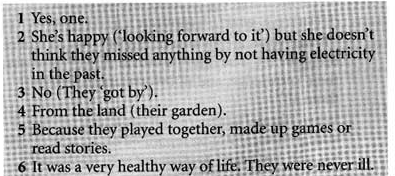 1 Yes, one.
2 She's happy ('looking forward to it') but she doesn't
think they missed anything by not having electricity
in the past.
3 No (They 'got by').
4 From the land (their garden).
5 Because they played together, made up games or
read stories.
6 It was a very healthy way of life. They were never ill.